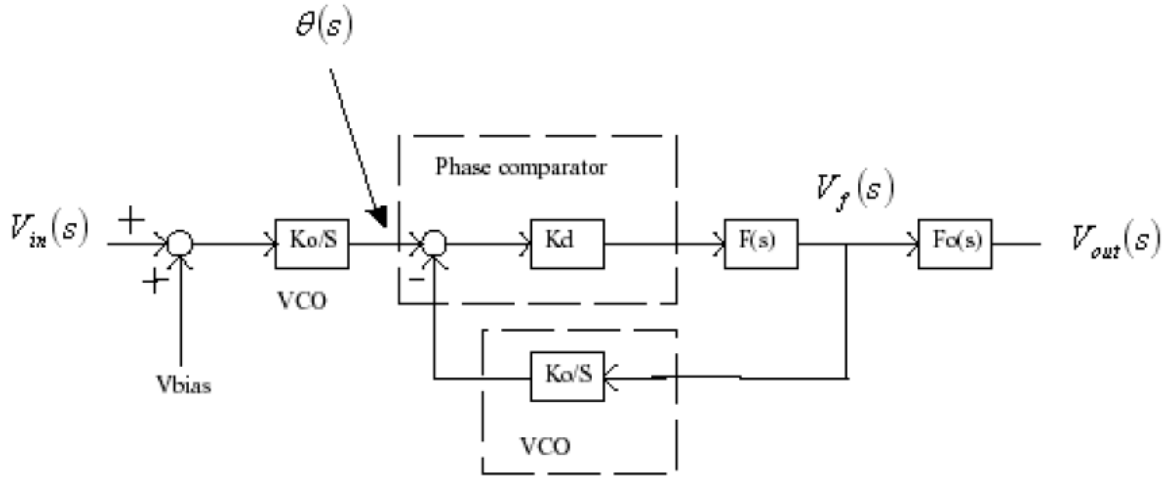 θ(s)
Phase comparator
V_f(s)
V_in(s)
+
+
Ko/S
Kd
F(s)
Fo(s)
V_out(s)
-
VCO
Vbias
Ko/S
VCO